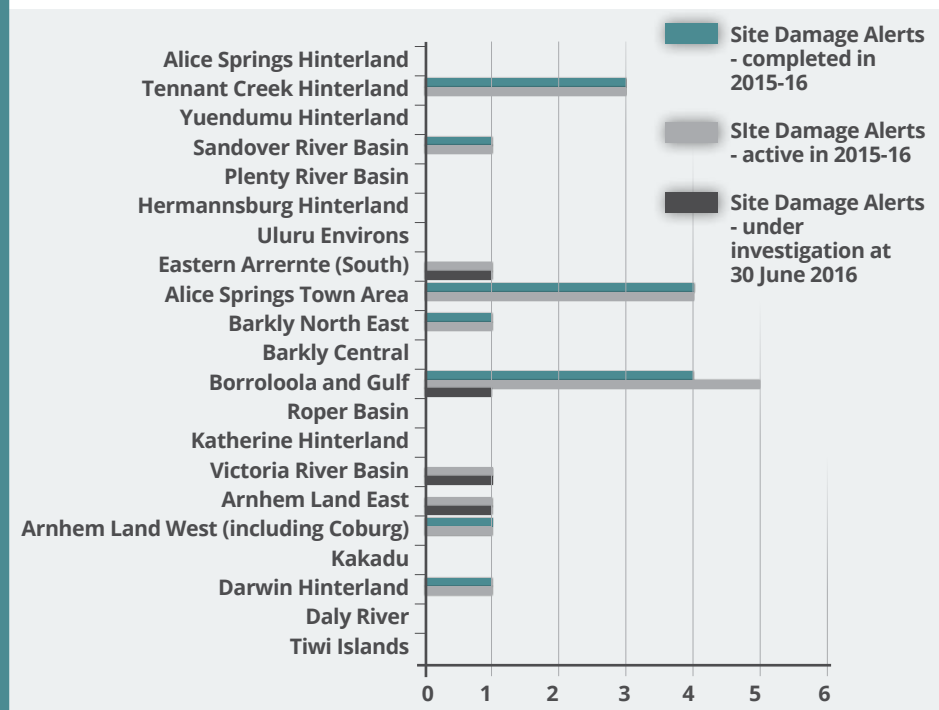 Site Damage Alerts
- completed in
2015-16
SIte Damage Alerts
- active in 2015-16
Site Damage Alerts
- under
investigation at
30 June 2016
Alice Springs Hinterland
Tennant Creek Hinterland
Yuendumu Hinterland
Sandover River Basin
Plenty River Basin
Hermannsburg Hinterland
Uluru Environs
Eastern Arrernte (South)
Alice Springs Town Area
Barkly North East
Barkly Central
Borroloola and Gulf
Roper Basin
Katherine Hinterland
Victoria River Basin
Arnhem Land East
Arnhem Land West (including Coburg)
Kakadu
Darwin Hinterland
Daly River
Tiwi Islands
0 1 2 3 4 5 6